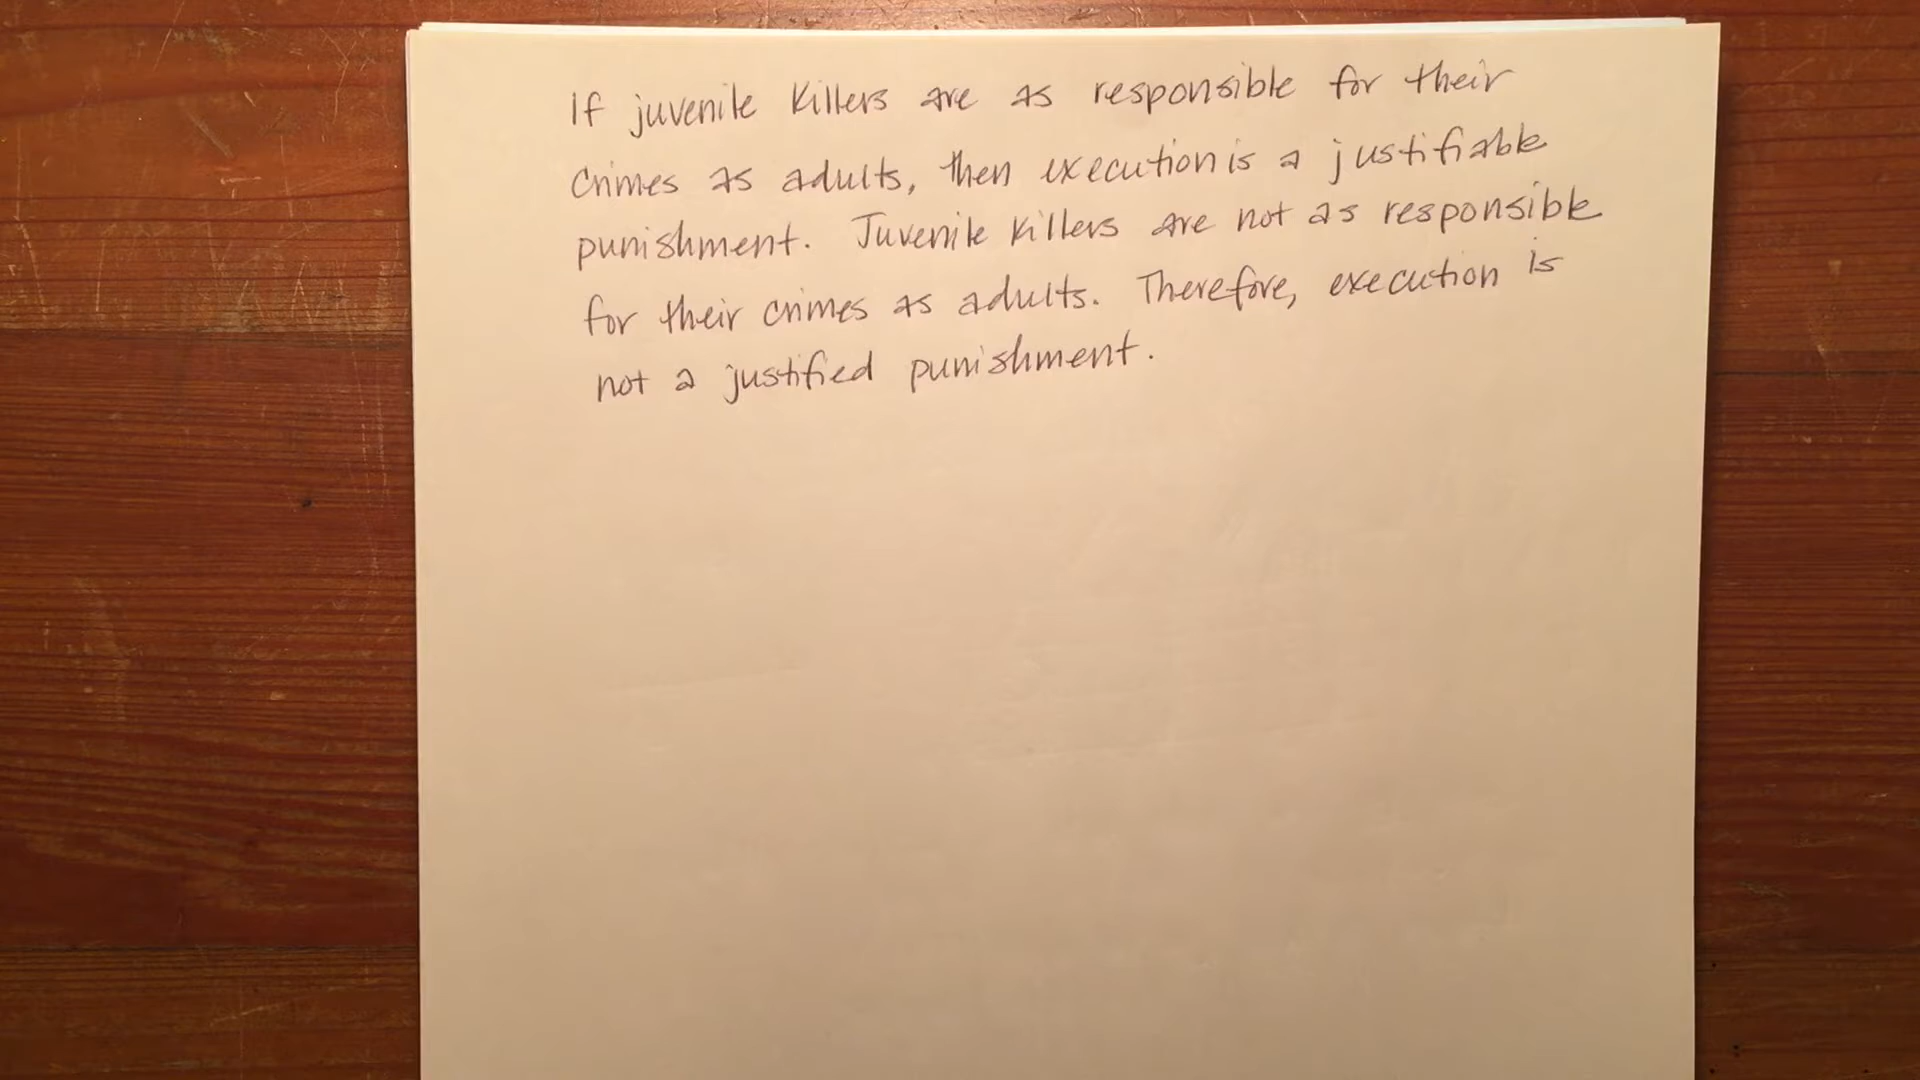 If juvenile killers are as responsible for their
crimes as adults, then execution is a justifiable
punishment. Juvenile killers are not as responsible
for their crimes as adults. Therefore, execution is
not a justified punishment.